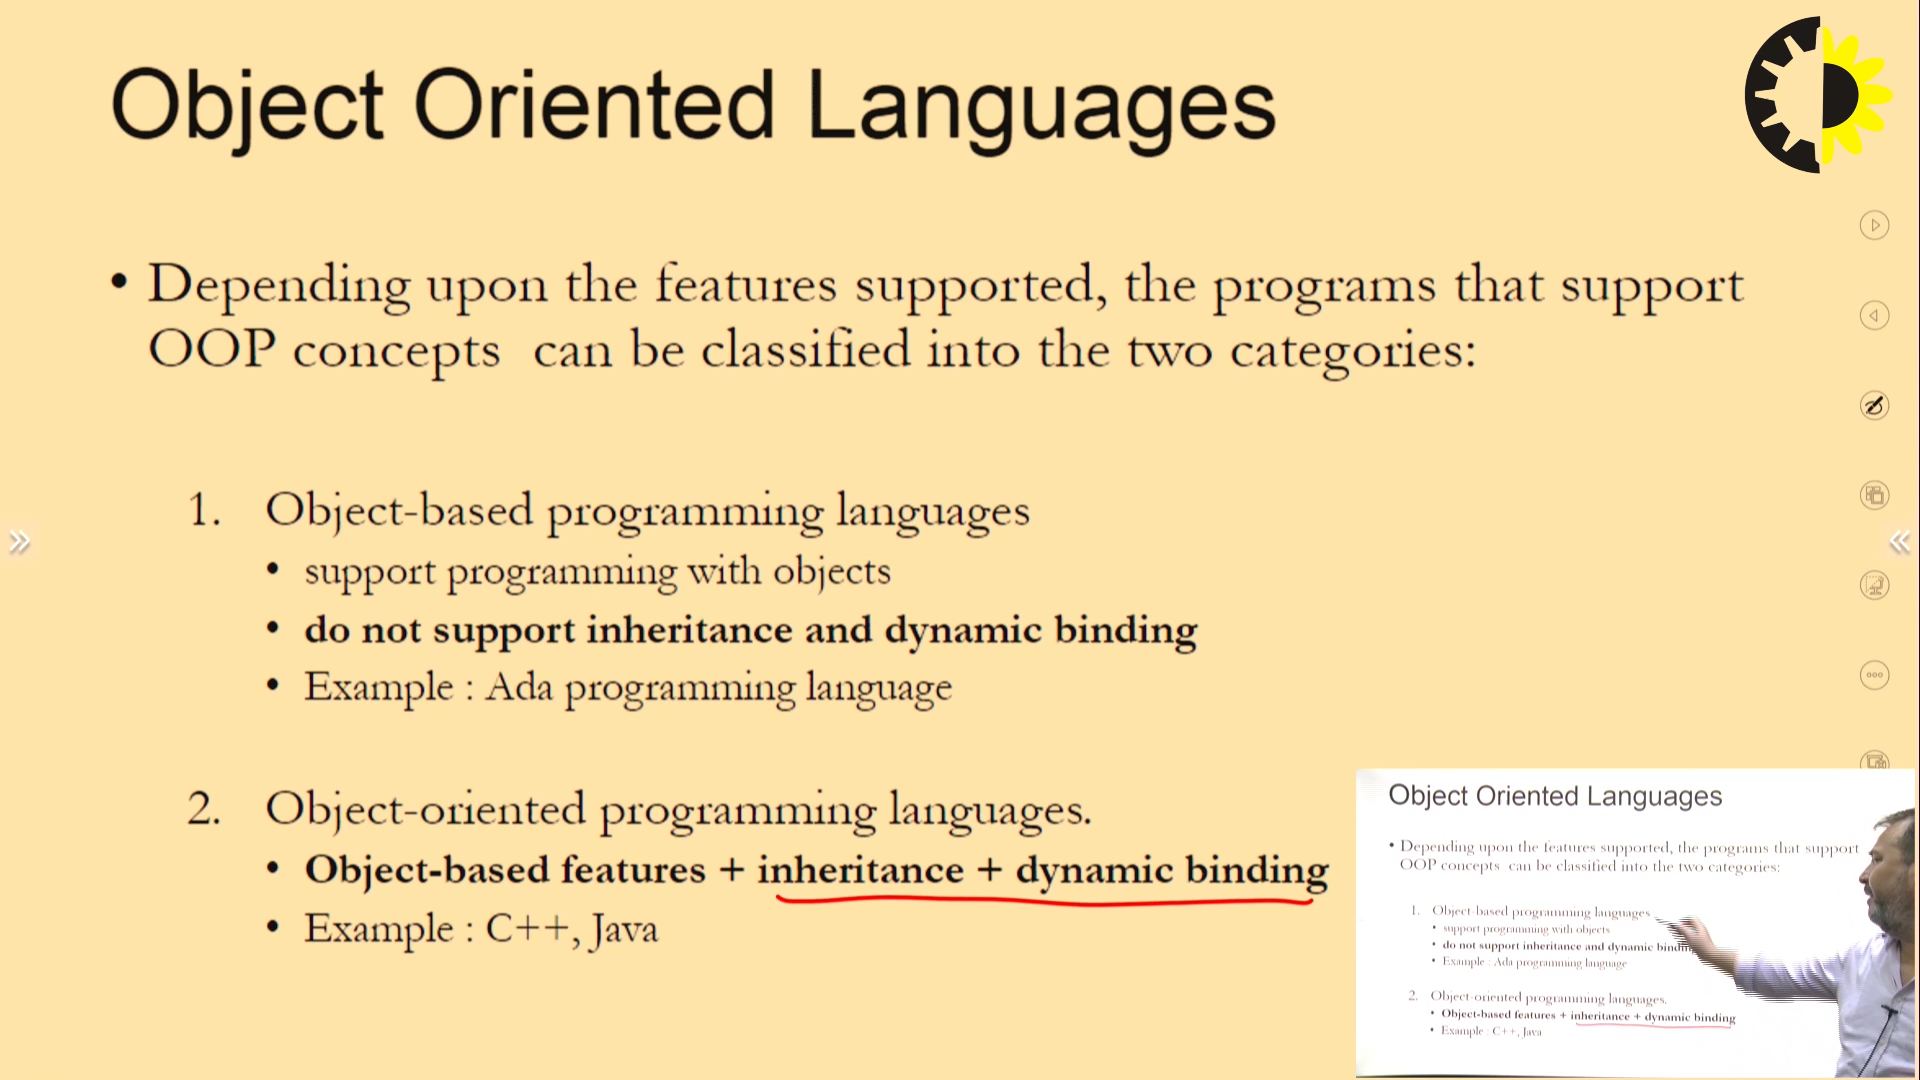 Object Oriented Languages
• Depending upon the features supported, the programs that support
OOP concepts can be classified into the two categories:
1. Object-based programming languages
• support programming with objects
• do not support inheritance and dynamic binding
• Example : Ada programming language
2. Object-oriented programming languages.
• Object-based features + inheritance + dynamic binding
• Example : C++, Java
Object Oriented Languages
• Depending upon the features supported, the programs that support
OOP concepts can be classified into the two categories:
1. Object-based programming languages
• support programming with objects
• do not support inheritance and dynamic bindin
• Example : Ada programming language
2. Object-oriented programming languages.
• Object-based features + inheritance + dynamic binding
• Example : C++, Java